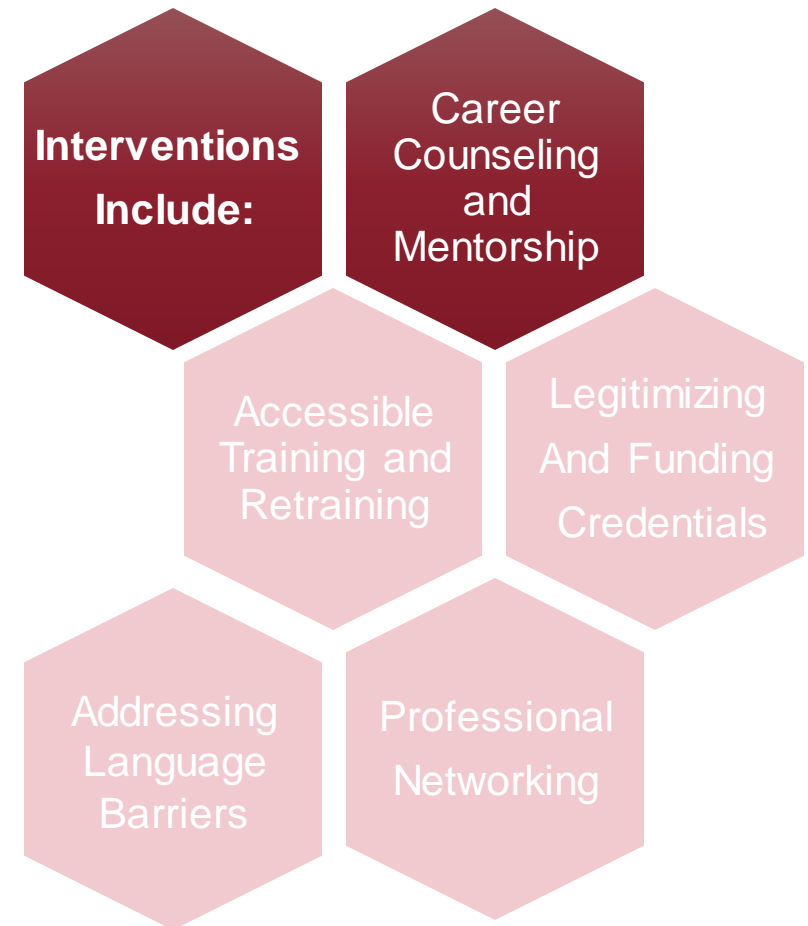 Interventions
Include:
Career
Counseling
and
Mentorship
Accessible
Training and
Retraining
Legitimizing
And Funding
Credentials
Addressing
Language
Barriers
Professional
Networking